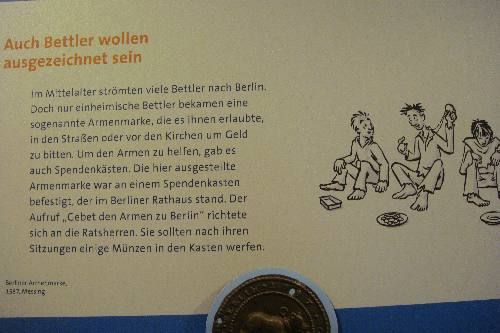 Auch Bettler wollen
ausgezeichnet sein
Im Mittelalter strömten viele Bettler nach Berlin.
Doch nur einheimische Bettler bekamen eine
sogenannte Armenmarke, die es ihnen erlaubte,
in den Straßen oder vor den Kirchen um Geld
zu bitten. Um den Armen zu helfen, gab es
auch Spendenkästen. Die hier ausgestellte
Armenmarke war an einem Spendenkasten
befestigt, der im Berliner Rathaus stand. Der
Aufruf „Gebet den Armen zu Berlin“ richtete
sich an die Ratsherren. Sie sollten nach ihren
Sitzungen einige Münzen in den Kasten werfen.
Berliner Armenmarke,
Messing